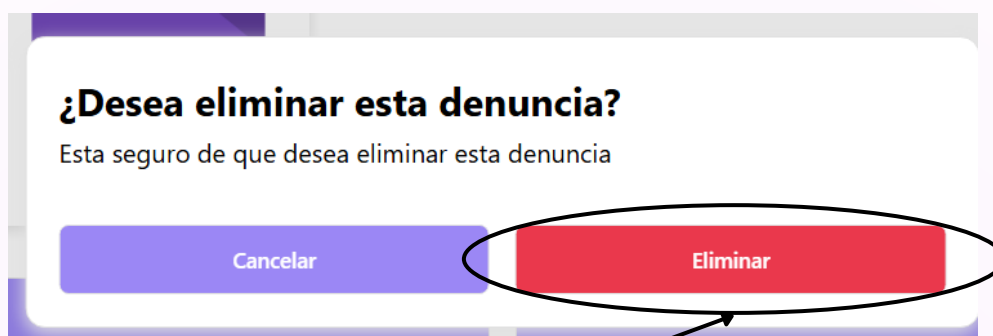 ¿Desea eliminar esta denuncia?
Esta seguro de que desea eliminar esta denuncia
Cancelar
Eliminar